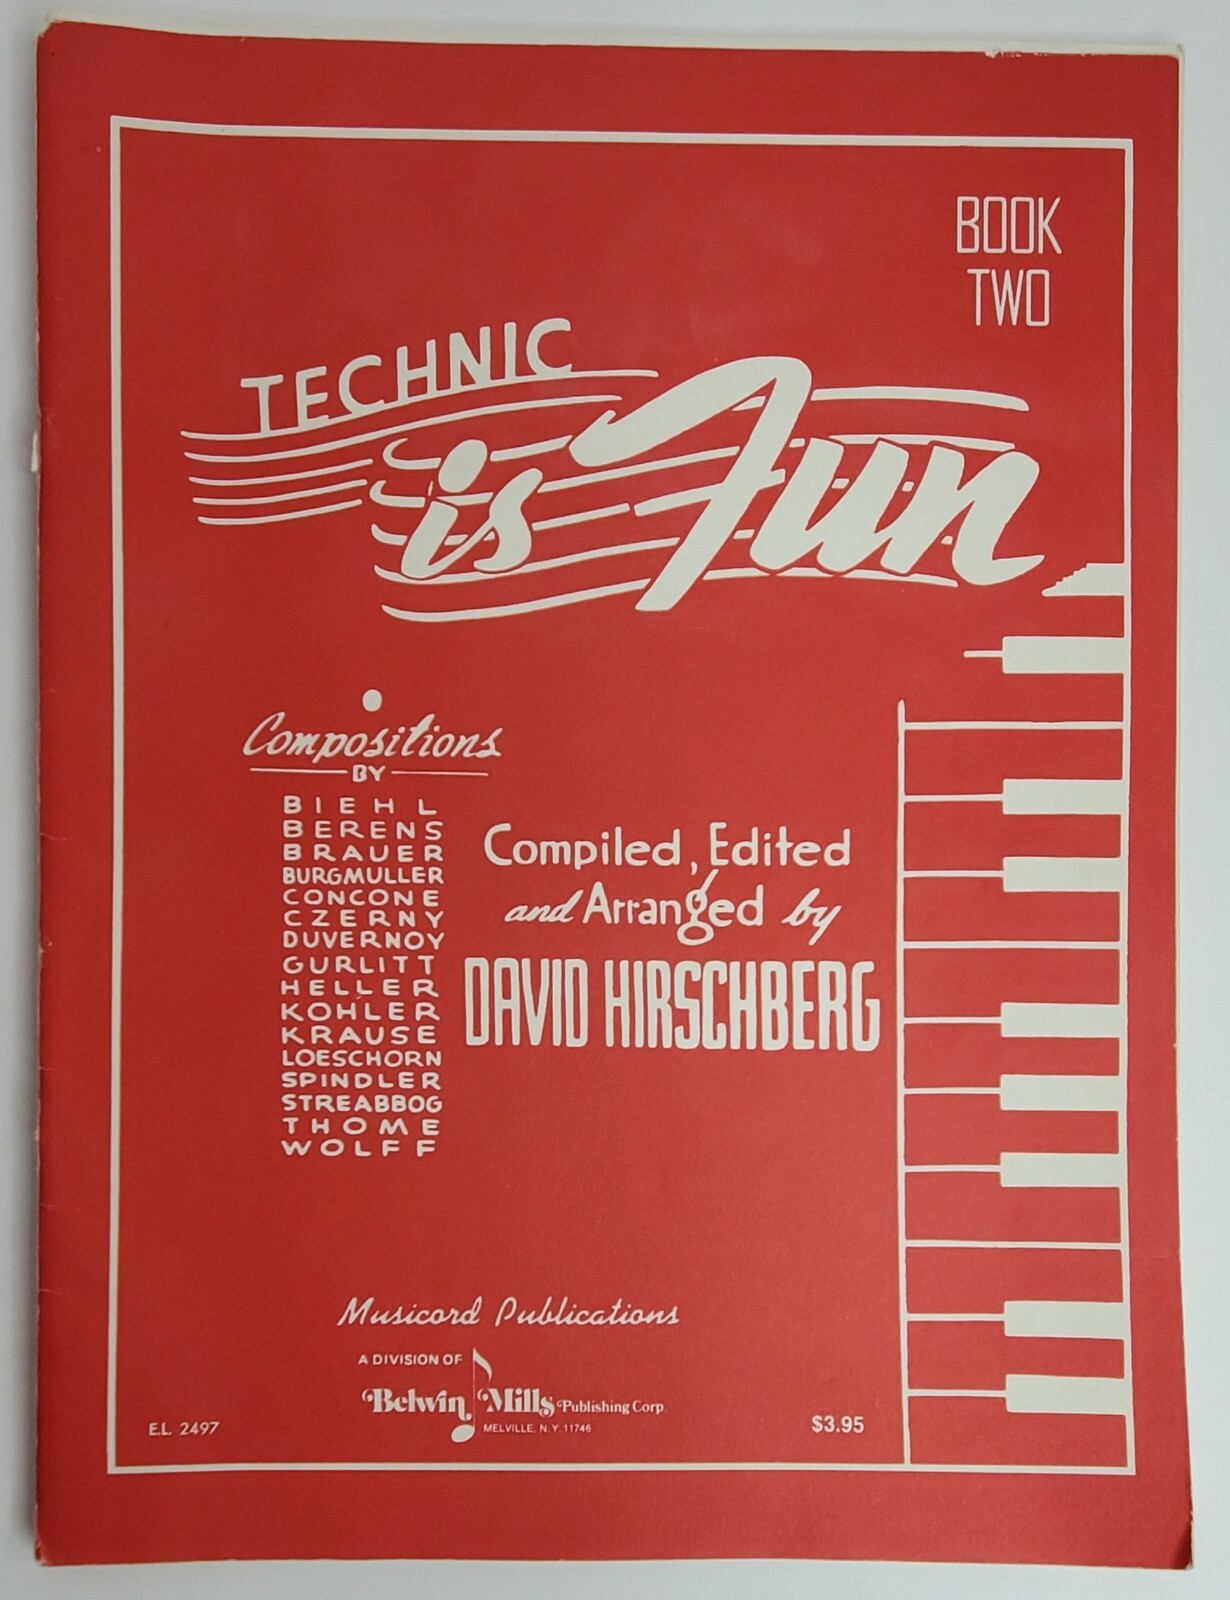 BOOK
TWO
TECHNIC
is Fun
Compositions
BY
BIEHL
BERENS
BRAUER
BURGMULLER
CONCONE
CZERNY
DUVERNOY
GURLITT
HELLER
KOHLER
KRAUSE
LOESCHORN
SPINDLER
STREABBOG
THOME
WOLFF
Compiled, Edited
and Arranged by
DAVID HIRSCHBERG
Musicord Publications
A DIVISION OF
Belwin Mills Publishing Corp.
MELVILLE, N.Y. 11746
E.L. 2497
$3.95